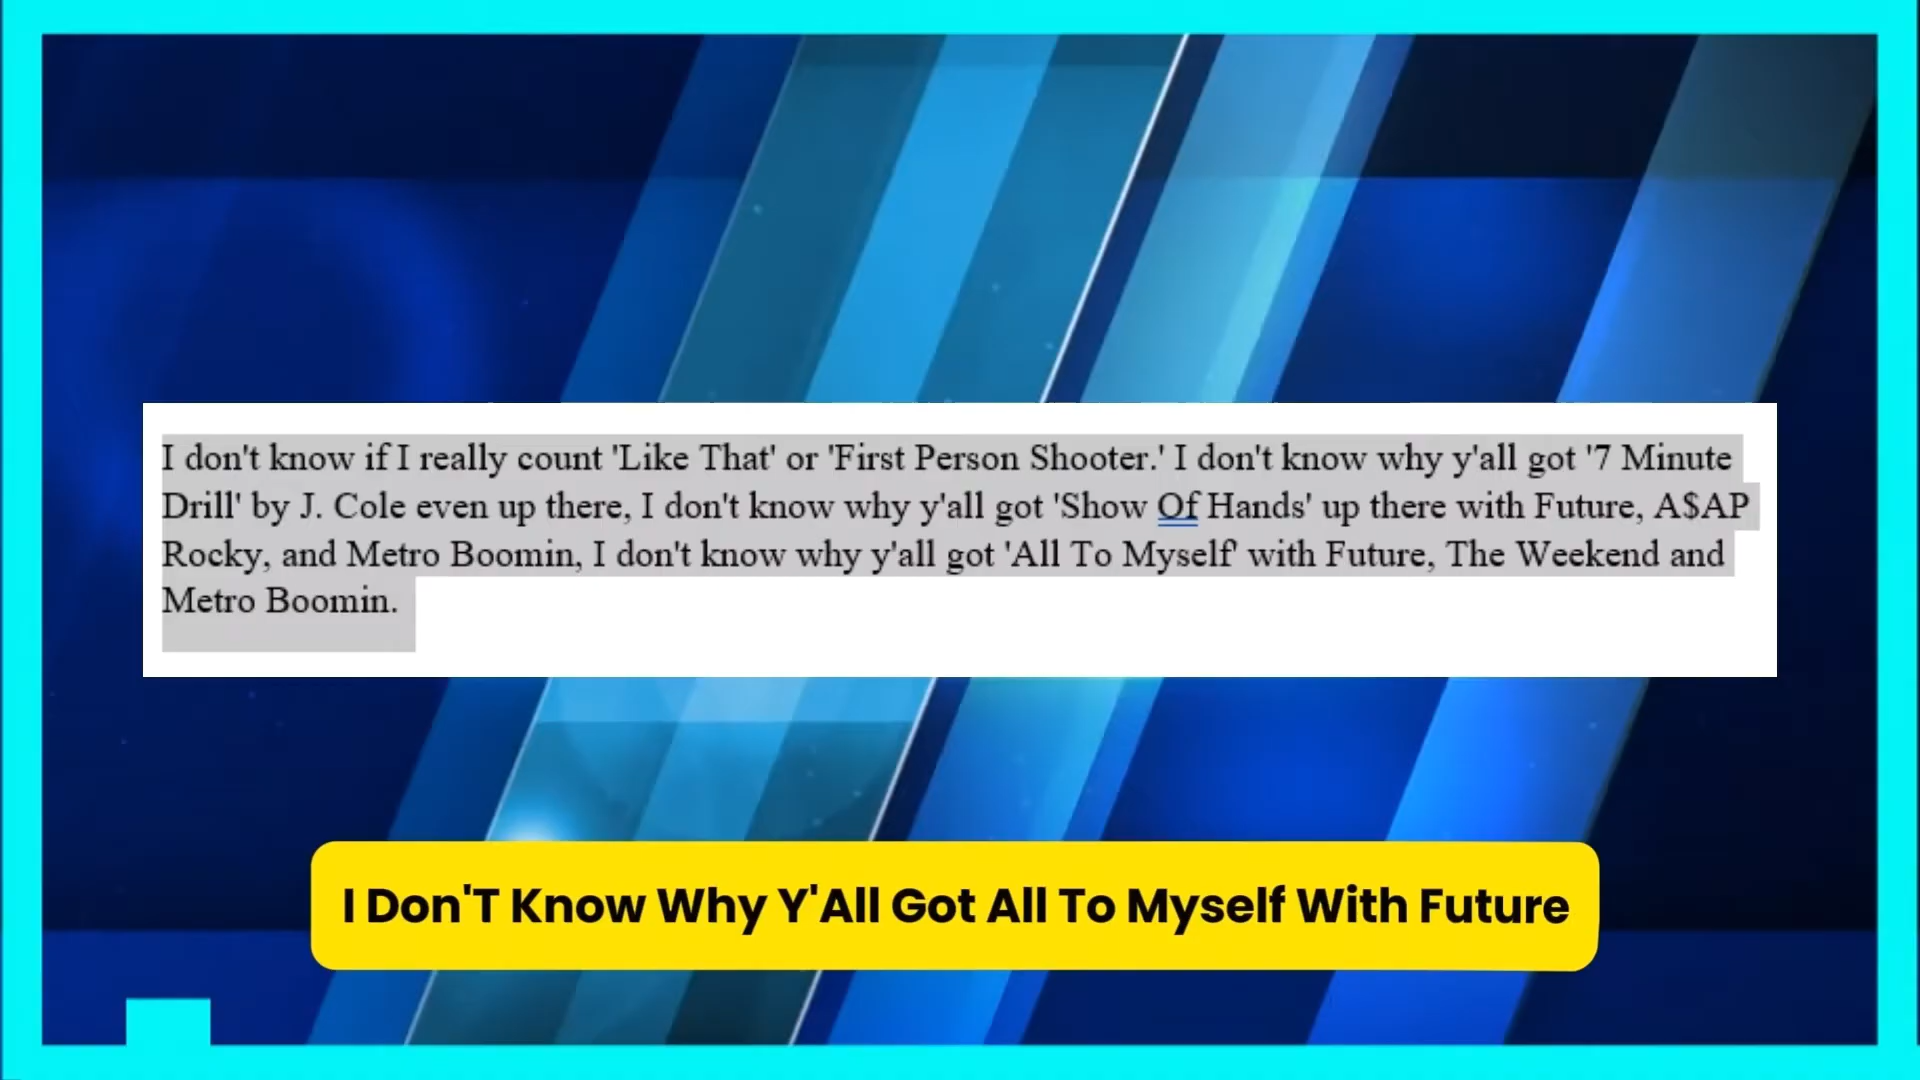 I don't know if I really count 'Like That' or 'First Person Shooter.' I don't know why y'all got '7 Minute
Drill' by J. Cole even up there, I don't know why y'all got 'Show Of Hands' up there with Future, A$AP
Rocky, and Metro Boomin, I don't know why y'all got 'All To Myself' with Future, The Weekend and
Metro Boomin.
I Don'T Know Why Y'All Got All To Myself With Future